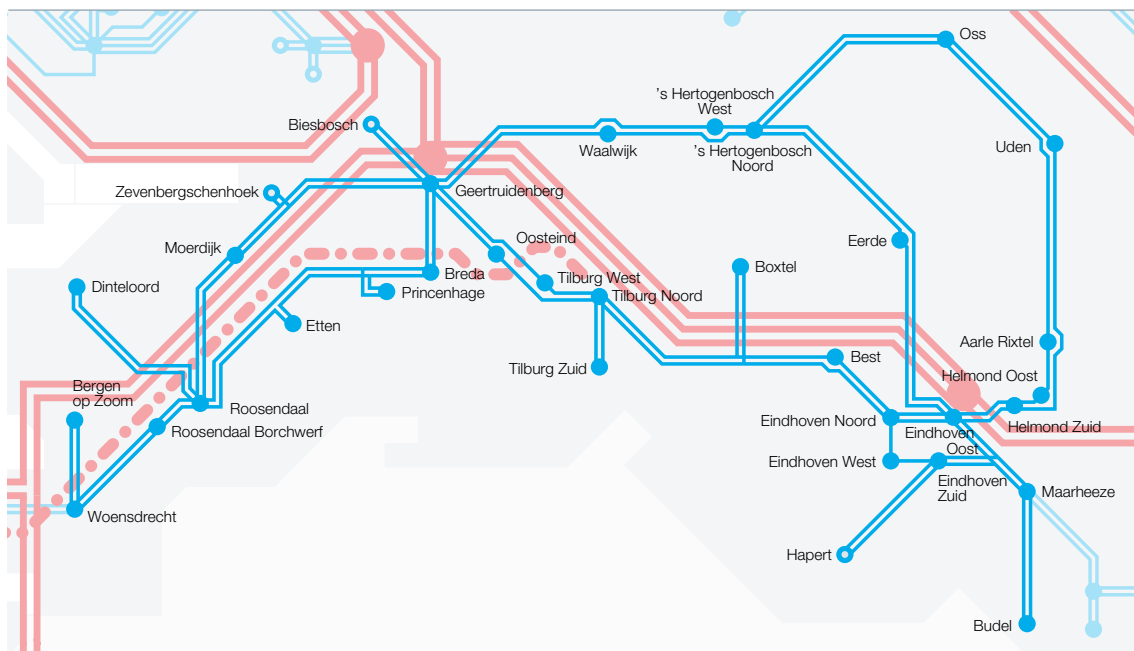 Oss
's Hertogenbosch
West
Biesbosch
Waalwijk
's Hertogenbosch
Noord
Uden
Zevenbergschenhoek
Geertruidenberg
Moerdijk
Oosteind
Eerde
Dinteloord
Breda
Princenhage
Tilburg West
Tilburg Noord
Boxtel
Etten
Tilburg Zuid
Best
Aarle Rixtel
Helmond Oost
Bergen
op Zoom
Roosendaal
Roosendaal Borchwerf
Eindhoven Noord
Eindhoven
Oost
Helmond Zuid
Eindhoven West
Eindhoven
Zuid
Maarheeze
Woensdrecht
Hapert
Budel